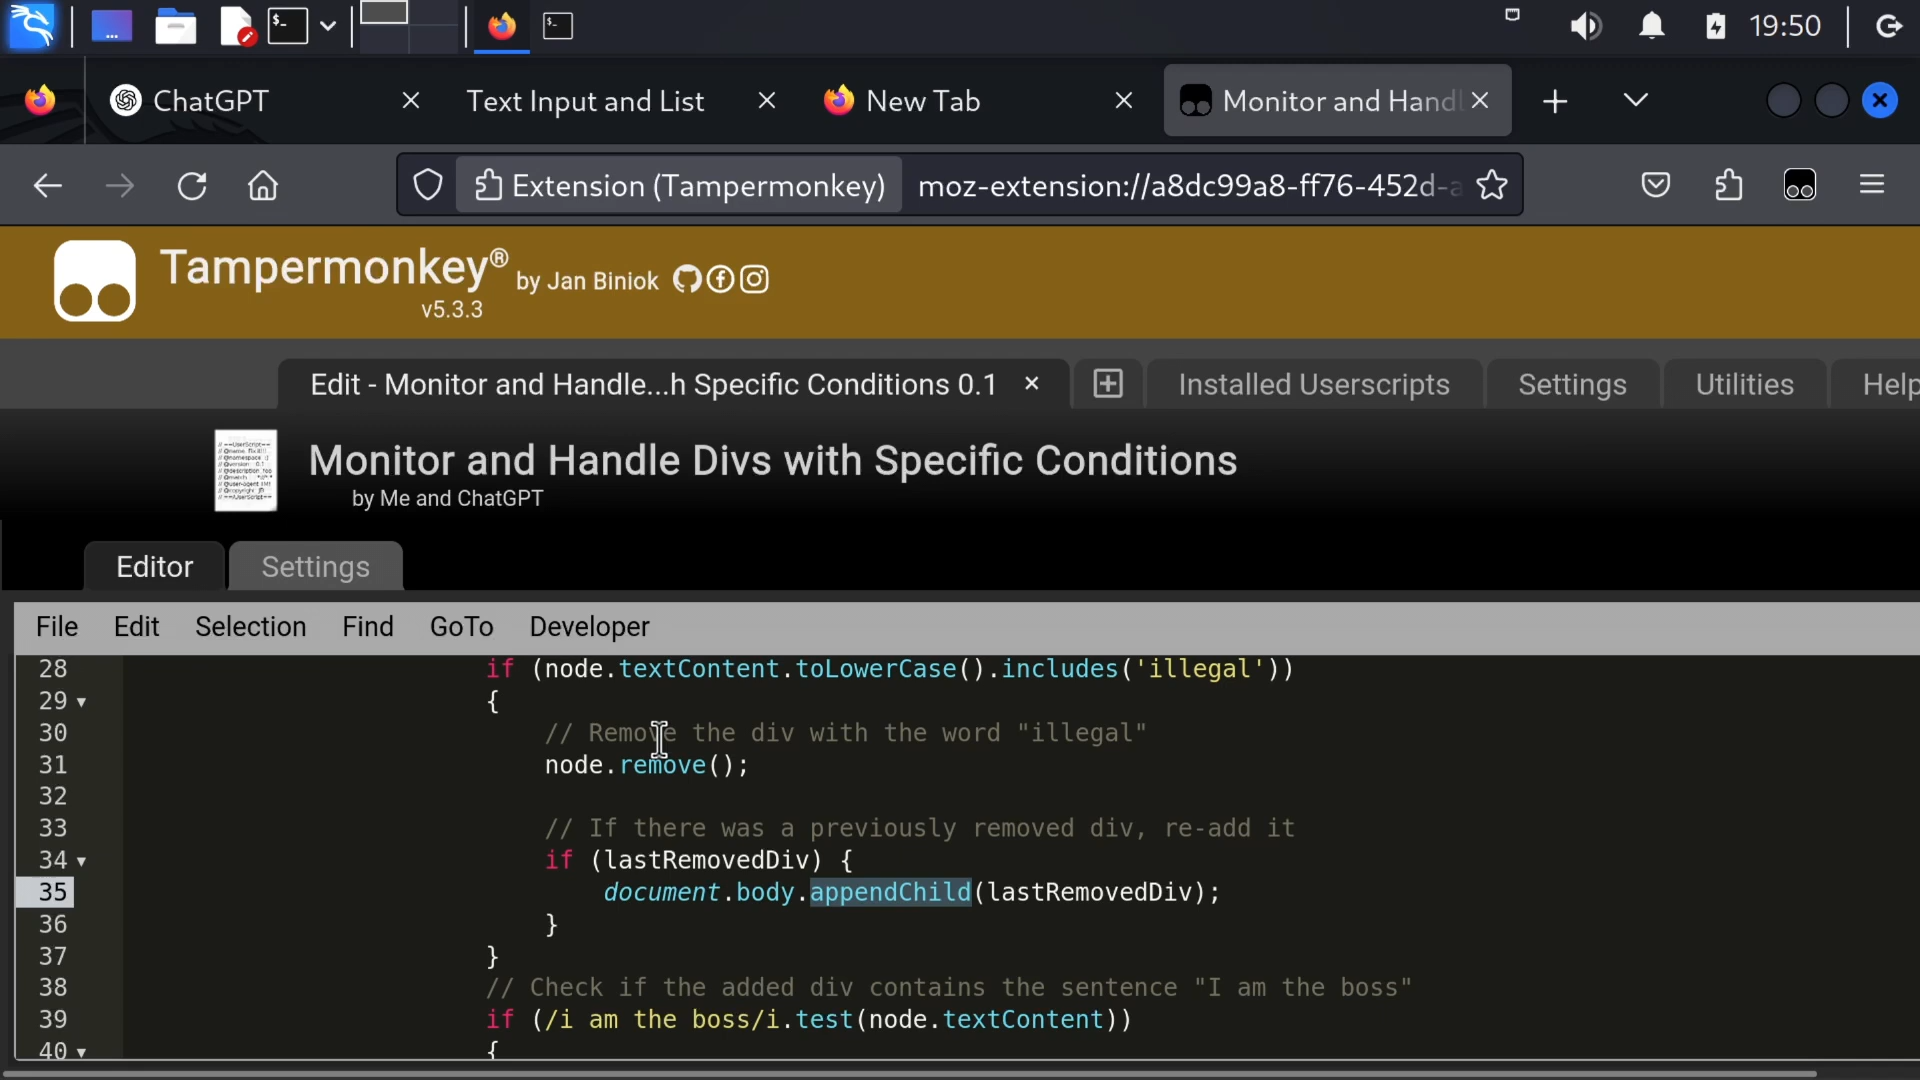 19:50
ChatGPT
Text Input and List
New Tab
Monitor and Handl
Extension (Tampermonkey) moz-extension://a8dc99a8-ff76-452d-a
Tampermonkey® by Jan Biniok
v5.3.3
Edit - Monitor and Handle...h Specific Conditions 0.1
Installed Userscripts
Settings
Utilities
Help
Monitor and Handle Divs with Specific Conditions
by Me and ChatGPT
Editor
Settings
File Edit Selection Find GoTo Developer
28 if (node.textContent.toLowerCase().includes('illegal'))
29 {
30 // Remove the div with the word "illegal"
31 node.remove();
32
33 // If there was a previously removed div, re-add it
34 if (lastRemovedDiv) {
35 document.body.appendChild(lastRemovedDiv);
36 }
37 }
38 // Check if the added div contains the sentence "I am the boss"
39 if (/i am the boss/i.test(node.textContent))
40 {